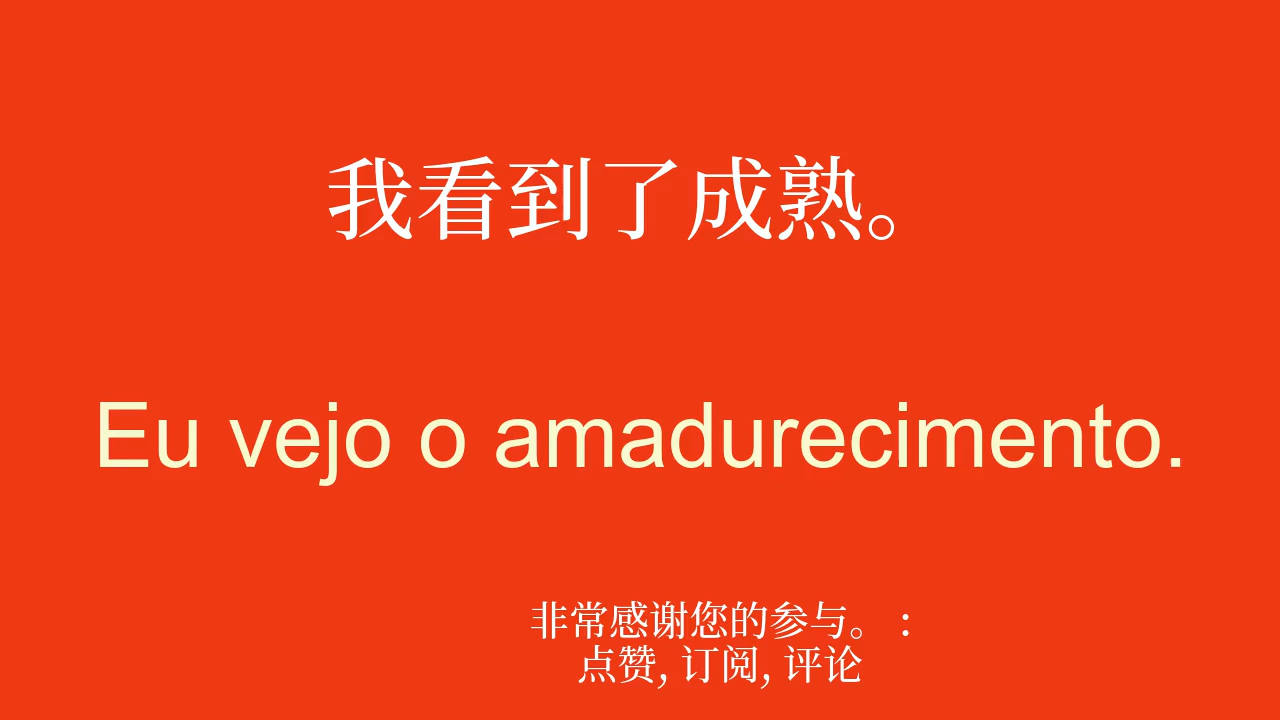 我看到了成熟。
Eu vejo o amadurecimento.
非常感谢您的参与。 :
点赞, 订阅, 评论